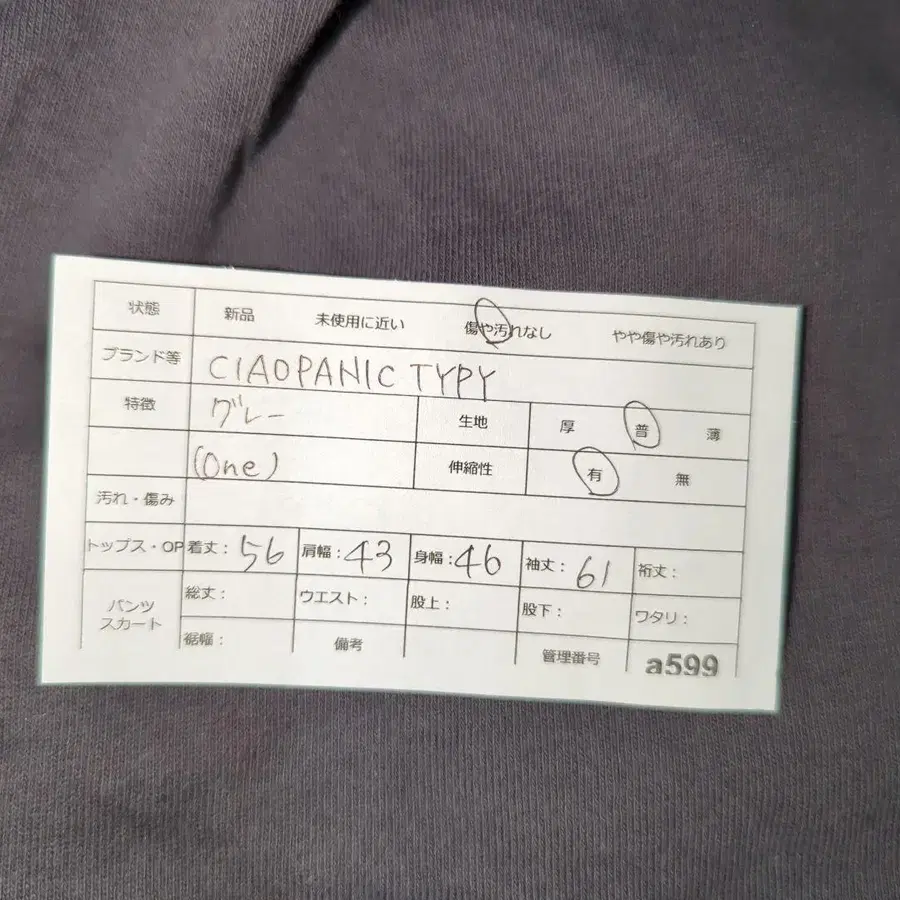 状態 新品 未使用に近い 傷や汚れなし やや傷や汚れあり
ブランド等 CIAOPANIC TYPY
特徴 グレー 生地 厚 普 薄
(One) 伸縮性 有 無
汚れ・傷み
トップス・OP 着丈: 56 肩幅: 43 身幅: 46 袖丈: 61 裄丈:
パンツ スカート 総丈: ウエスト: 股上: 股下: ワタリ:
裾幅: 備考 管理番号 a599